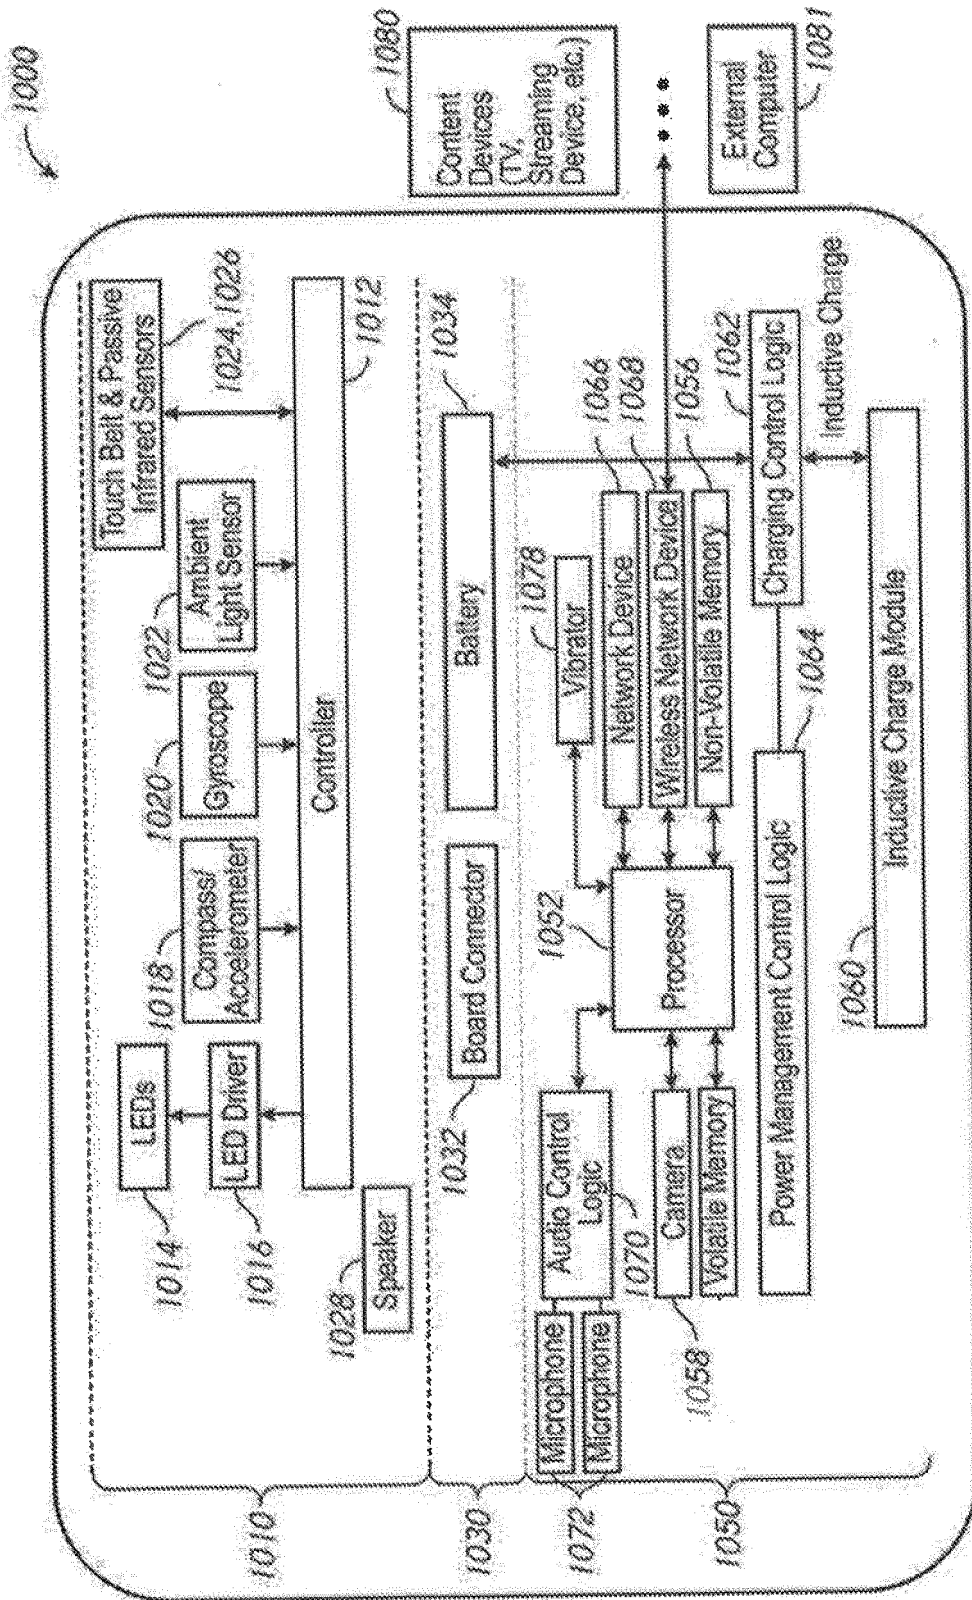 1000
Touch Belt & Passive
Infrared Sensors
1024, 1026
Ambient
Light Sensor
1022
Gyroscope
1020
Compass/
Accelerometer
1018
LEDs
1014
LED Driver
1016
Controller
1012
Speaker
1028
1010
Battery
1034
Board Connector
1032
1030
Microphone
Microphone
1072
Audio Control
Logic
1070
Camera
1058
Volatile Memory
Processor
1052
Vibrator
1078
Network Device
1066
Wireless Network Device
1068
Non-Volatile Memory
1056
Power Management Control Logic
1064
Charging Control Logic
1062
Inductive Charge
Inductive Charge Module
1060
1050
Content
Devices
(TV,
Streaming
Device, etc.)
1080
External
Computer
1081